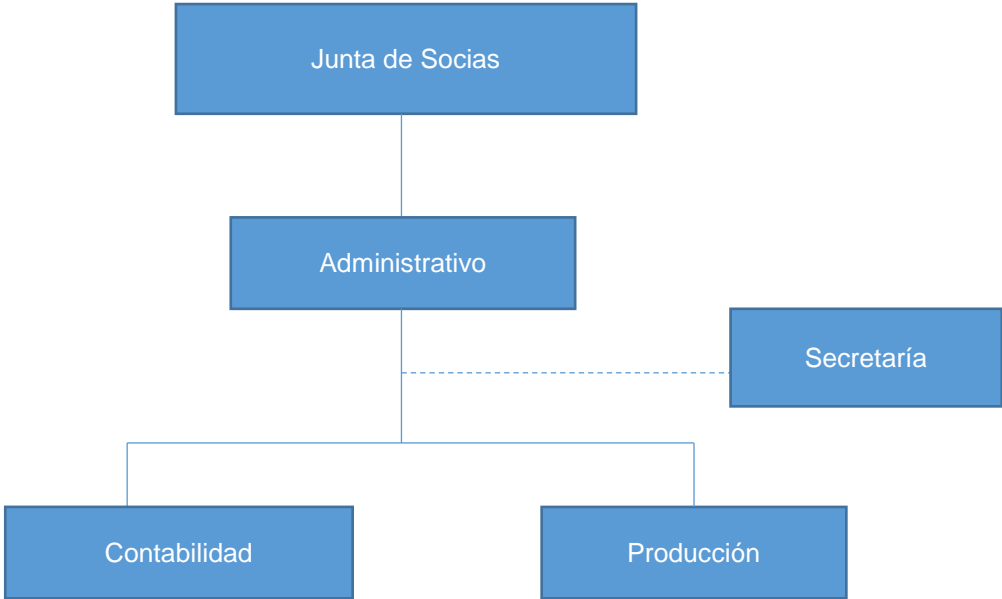 Junta de Socias
Administrativo
Secretaría
Contabilidad
Producción